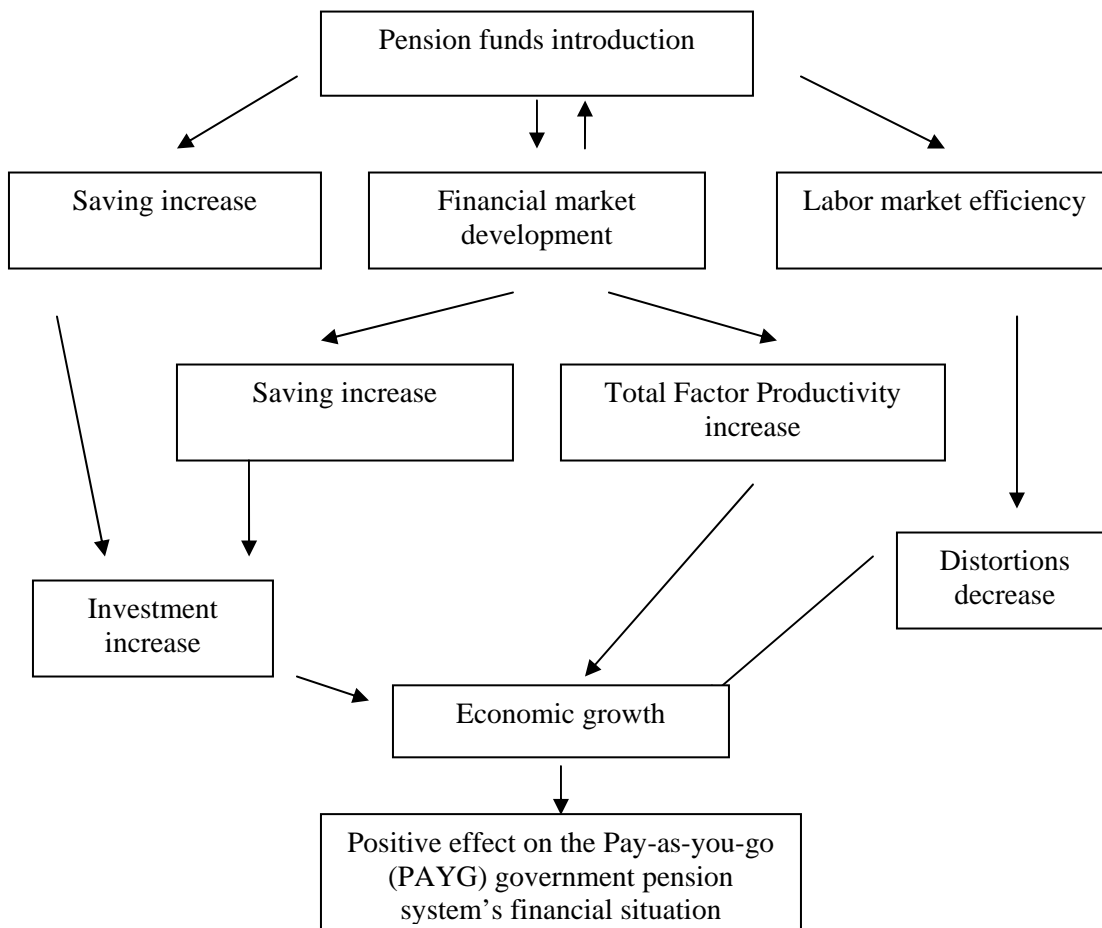 Pension funds introduction
Saving increase
Financial market
development
Labor market efficiency
Saving increase
Total Factor Productivity
increase
Distortions
decrease
Investment
increase
Economic growth
Positive effect on the Pay-as-you-go
(PAYG) government pension
system’s financial situation